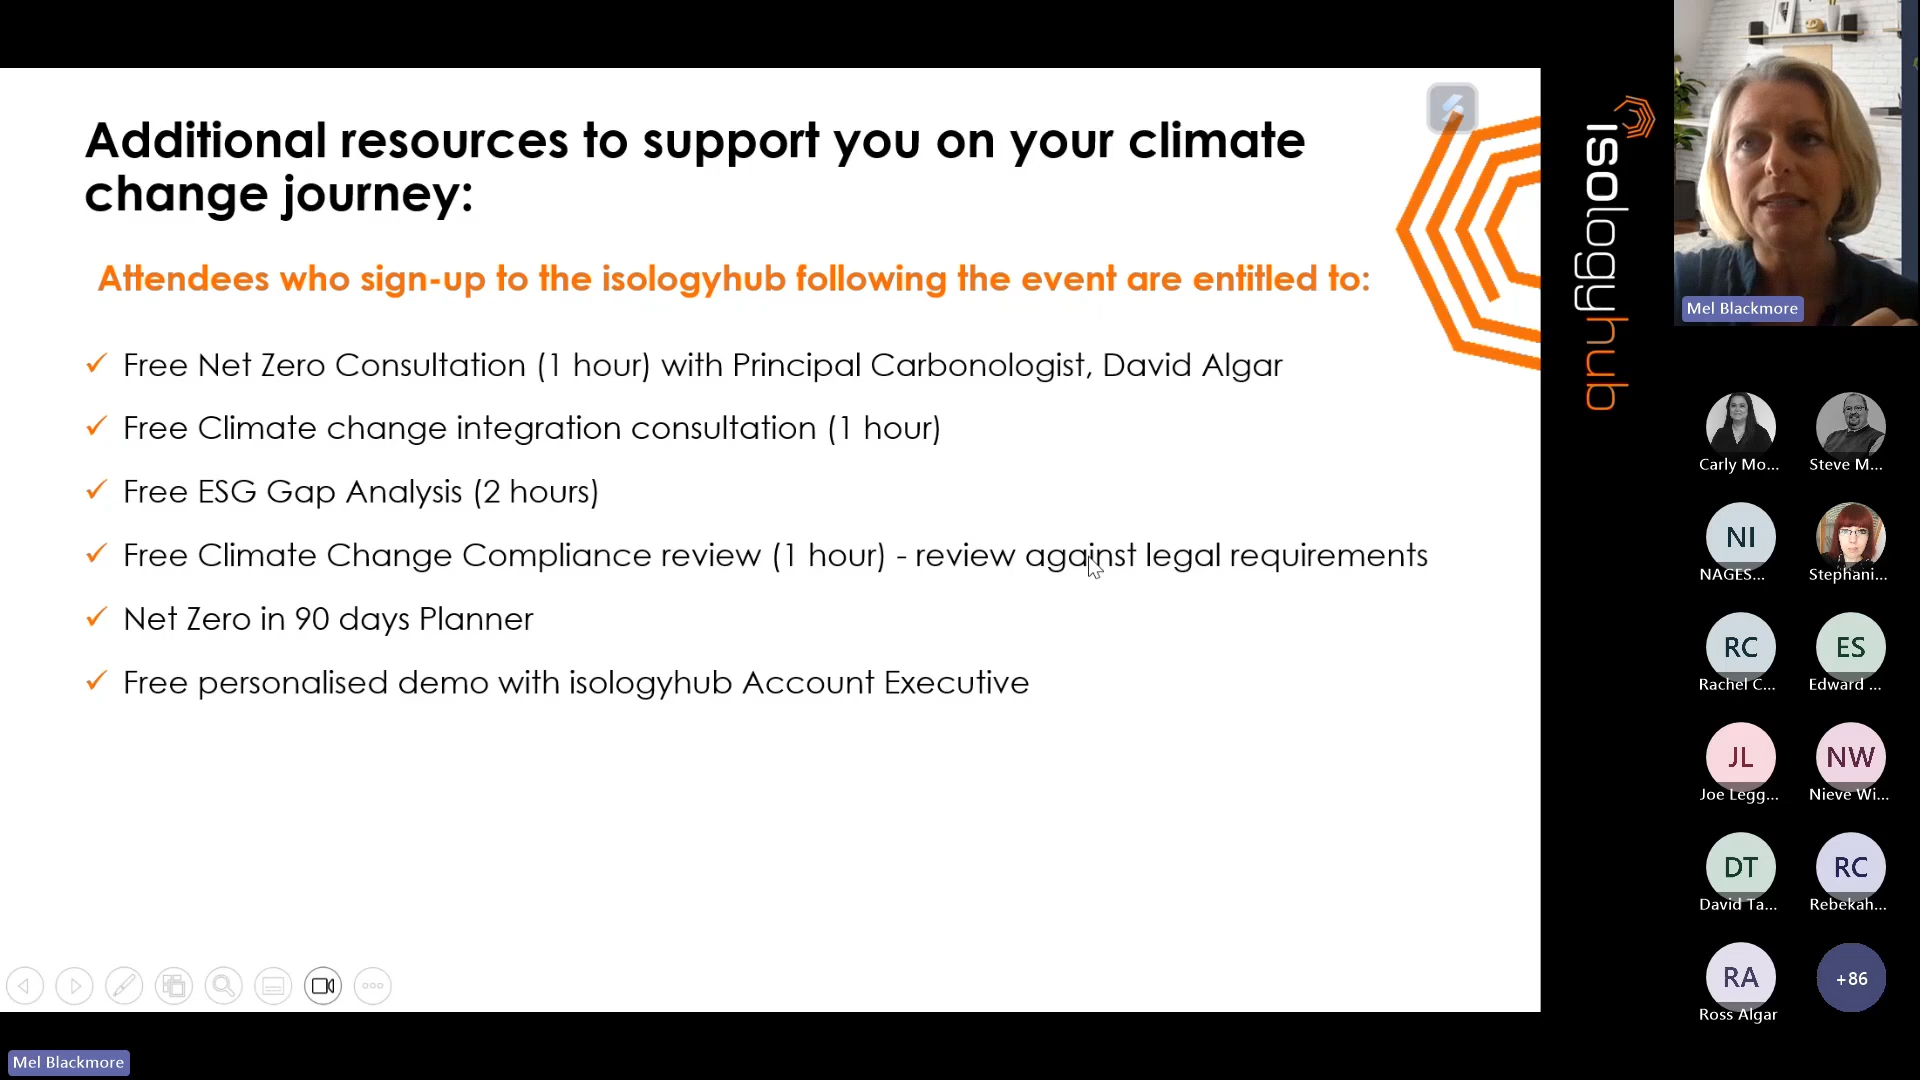 Additional resources to support you on your climate
change journey:
Attendees who sign-up to the isologyhub following the event are entitled to:
✓ Free Net Zero Consultation (1 hour) with Principal Carbonologist, David Algar
✓ Free Climate change integration consultation (1 hour)
✓ Free ESG Gap Analysis (2 hours)
✓ Free Climate Change Compliance review (1 hour) - review against legal requirements
✓ Net Zero in 90 days Planner
✓ Free personalised demo with isologyhub Account Executive
isologyhub
Mel Blackmore
Carly Mo...
Steve M...
NI
NAGES...
Stephani...
RC
Rachel C...
ES
Edward ...
JL
Joe Legg...
NW
Nieve Wi...
DT
David Ta...
RC
Rebekah...
RA
Ross Algar
+86
Mel Blackmore